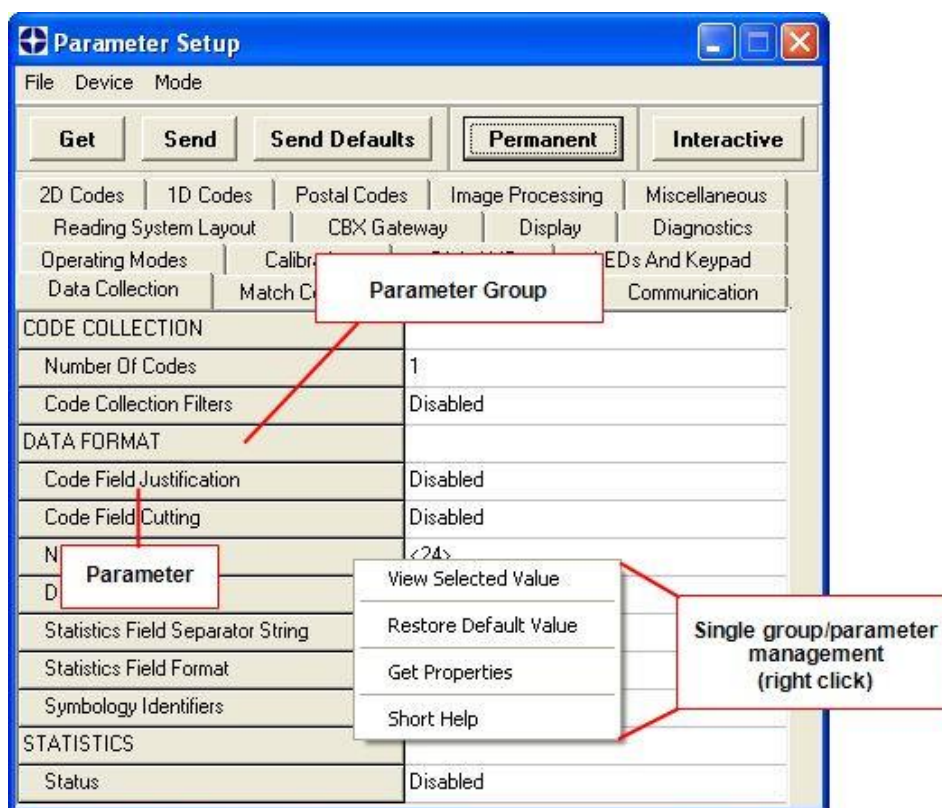 Parameter Setup
File Device Mode
Get Send Send Defaults Permanent Interactive
2D Codes 1D Codes Postal Codes Image Processing Miscellaneous
Reading System Layout CBX Gateway Display Diagnostics
Operating Modes EDs And Keypad
Data Collection Match Communication
Parameter Group
CODE COLLECTION
Number Of Codes 1
Code Collection Filters Disabled
DATA FORMAT
Code Field Justification Disabled
Code Field Cutting Disabled
N <24>
D
Parameter
Statistics Field Separator String
Statistics Field Format
Symbology Identifiers
View Selected Value
Restore Default Value
Get Properties
Short Help
Single group/parameter
management
(right click)
STATISTICS
Status Disabled